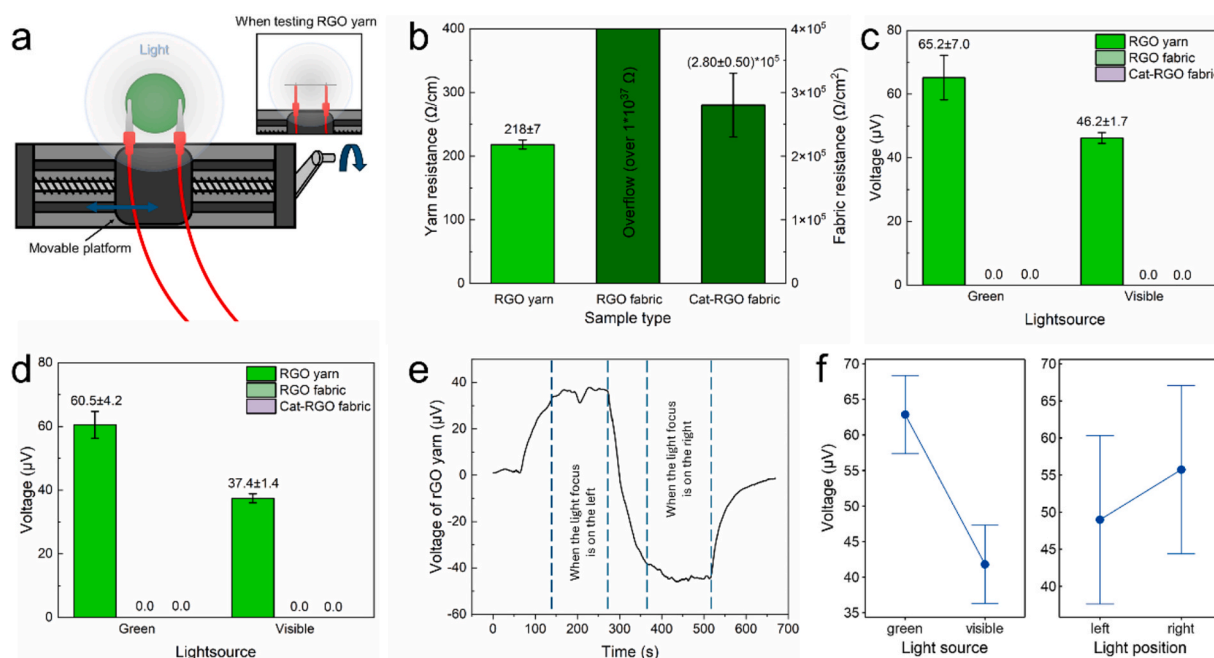 a
When testing RGO yarn
Light
Movable platform
b
Yarn resistance (Ω/cm)
400
300
200
100
0
218±7
Overflow (over 1*10^37 Ω)
(2.80±0.50)*10^5
4×10^5
3×10^5
2×10^5
1×10^5
0
Fabric resistance (Ω/cm²)
RGO yarn
RGO fabric
Cat-RGO fabric
Sample type
c
Voltage (µV)
80
60
40
20
0
65.2±7.0
RGO yarn
RGO fabric
Cat-RGO fabric
46.2±1.7
0.0 0.0
0.0 0.0
Green
Visible
Lightsource
d
Voltage (µV)
80
60
40
20
0
60.5±4.2
RGO yarn
RGO fabric
Cat-RGO fabric
37.4±1.4
0.0 0.0
0.0 0.0
Green
Visible
Lightsource
e
Voltage of rGO yarn (µV)
60
40
20
0
-20
-40
-60
When the light focus
is on the left
When the light focus
is on the right
0 100 200 300 400 500 600 700
Time (s)
f
Voltage (µV)
70
65
60
55
50
45
40
35
green
visible
Light source
70
65
60
55
50
45
40
left
right
Light position